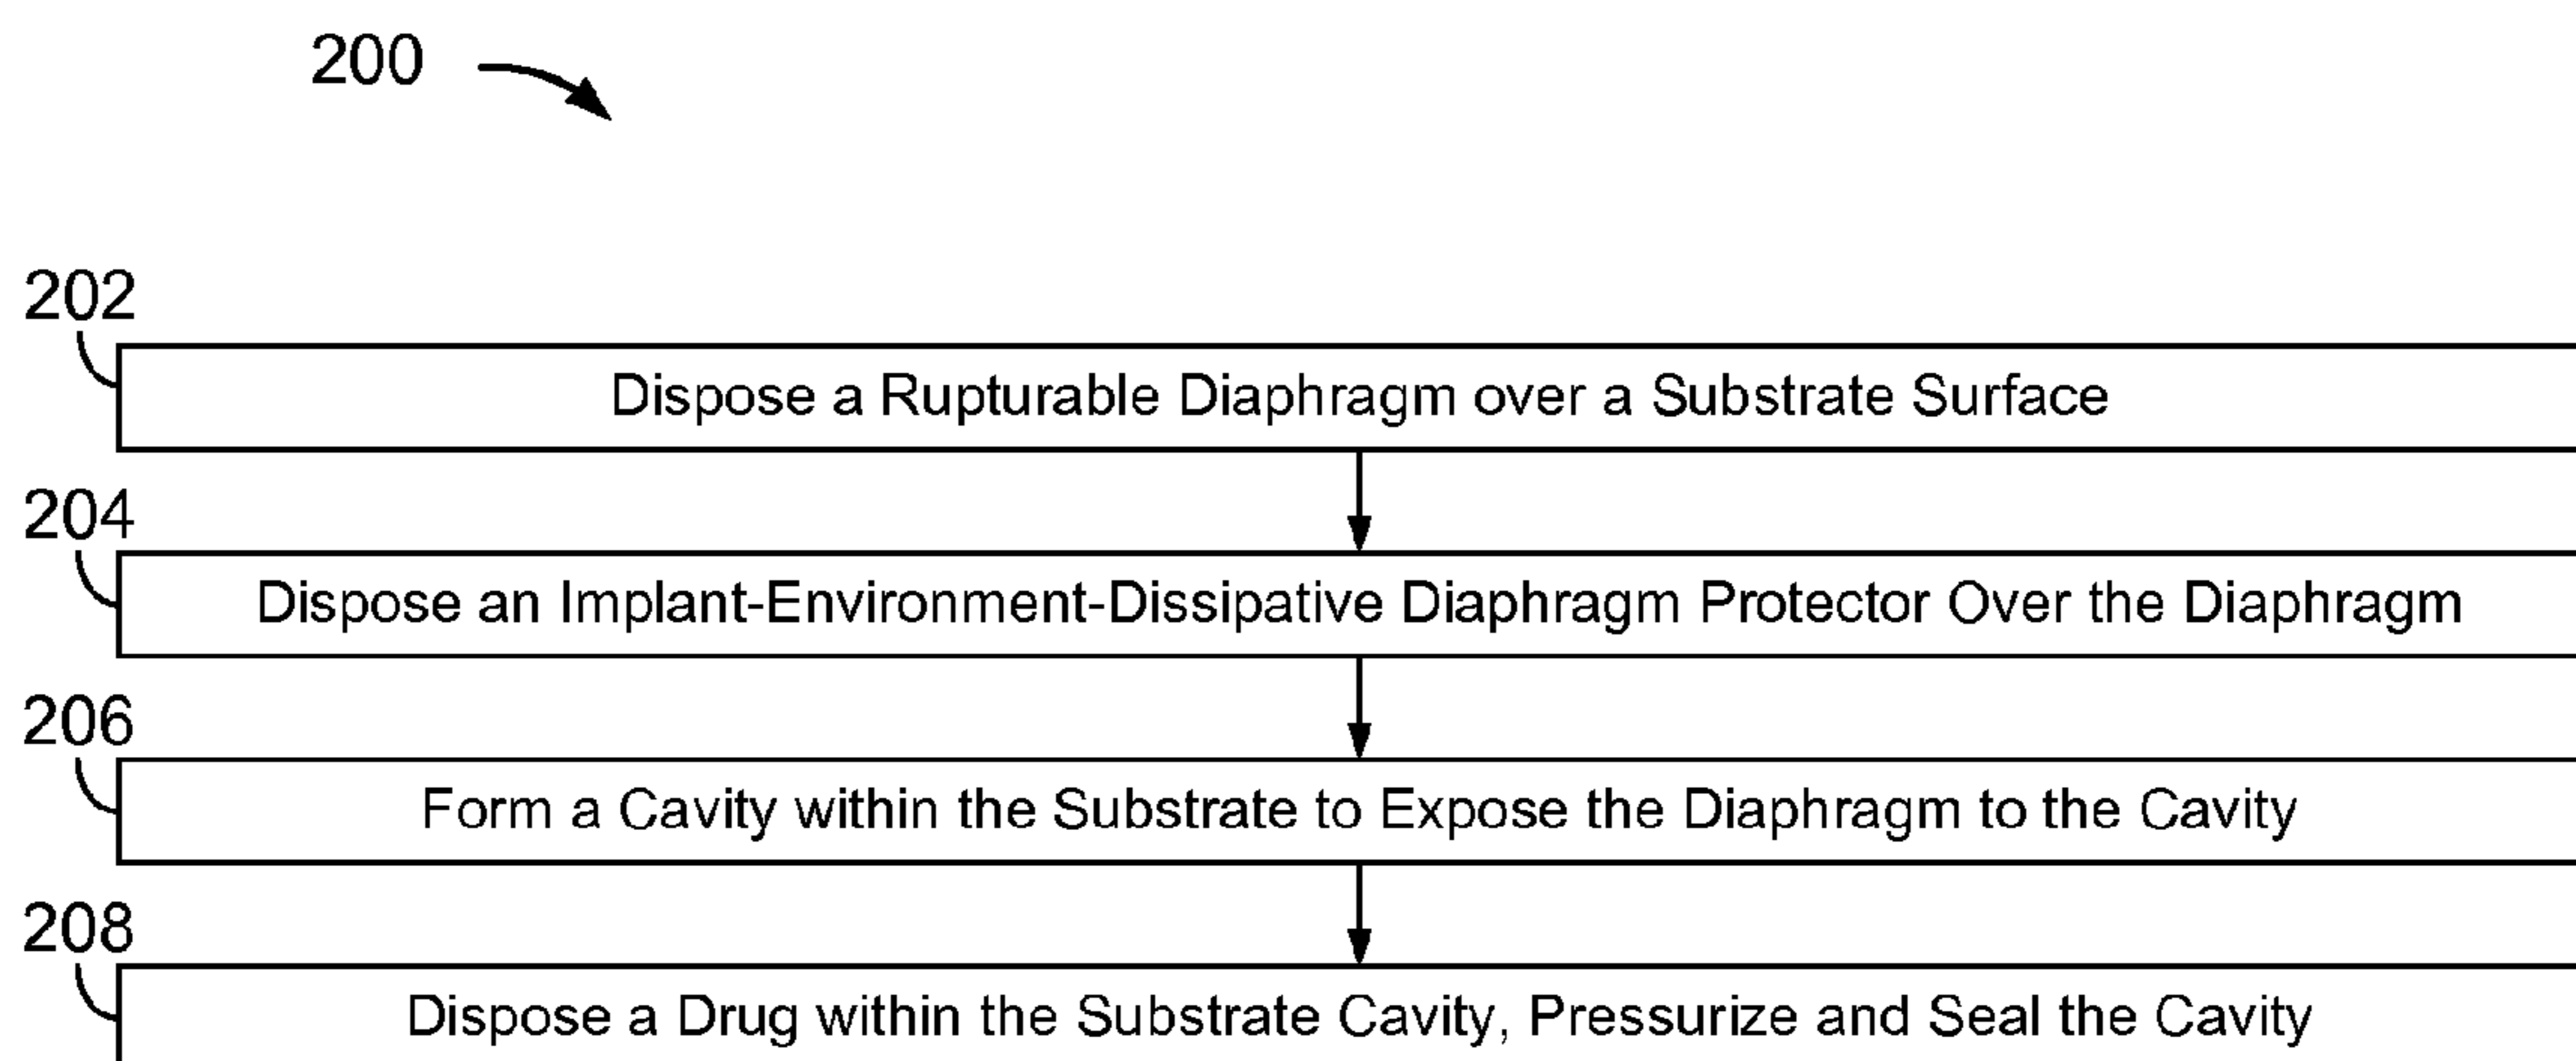 200
202
Dispose a Rupturable Diaphragm over a Substrate Surface
204
Dispose an Implant-Environment-Dissipative Diaphragm Protector Over the Diaphragm
206
Form a Cavity within the Substrate to Expose the Diaphragm to the Cavity
208
Dispose a Drug within the Substrate Cavity, Pressurize and Seal the Cavity